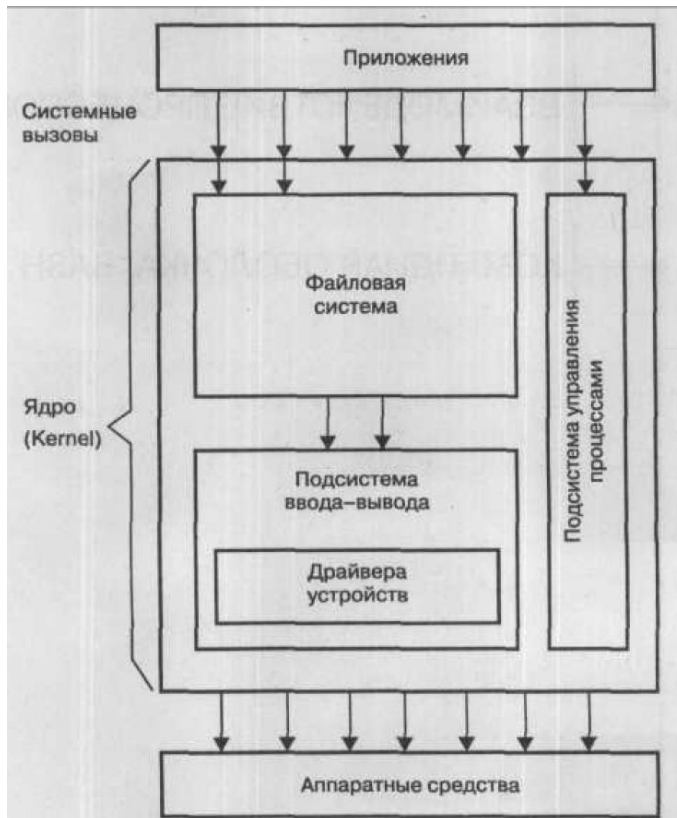 Приложения
Системные
вызовы
Файловая
система
Ядро
(Kernel)
Подсистема
ввода–вывода
Драйвера
устройств
Подсистема управления
процессами
Аппаратные средства